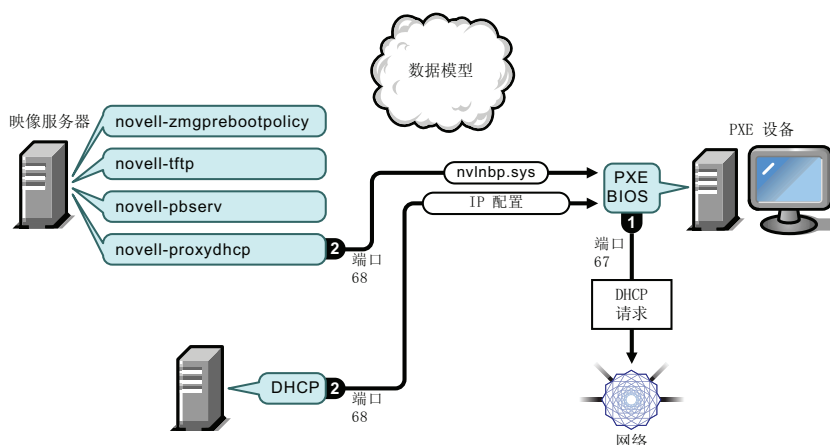 数据模型
映像服务器
novell-zmgprebootpolicy
novell-tftp
novell-pbserv
novell-proxydhcp
2
端口
68
nvlnbp.sys
IP 配置
PXE
BIOS
1
端口
67
PXE 设备
DHCP
请求
DHCP
2
端口
68
网络